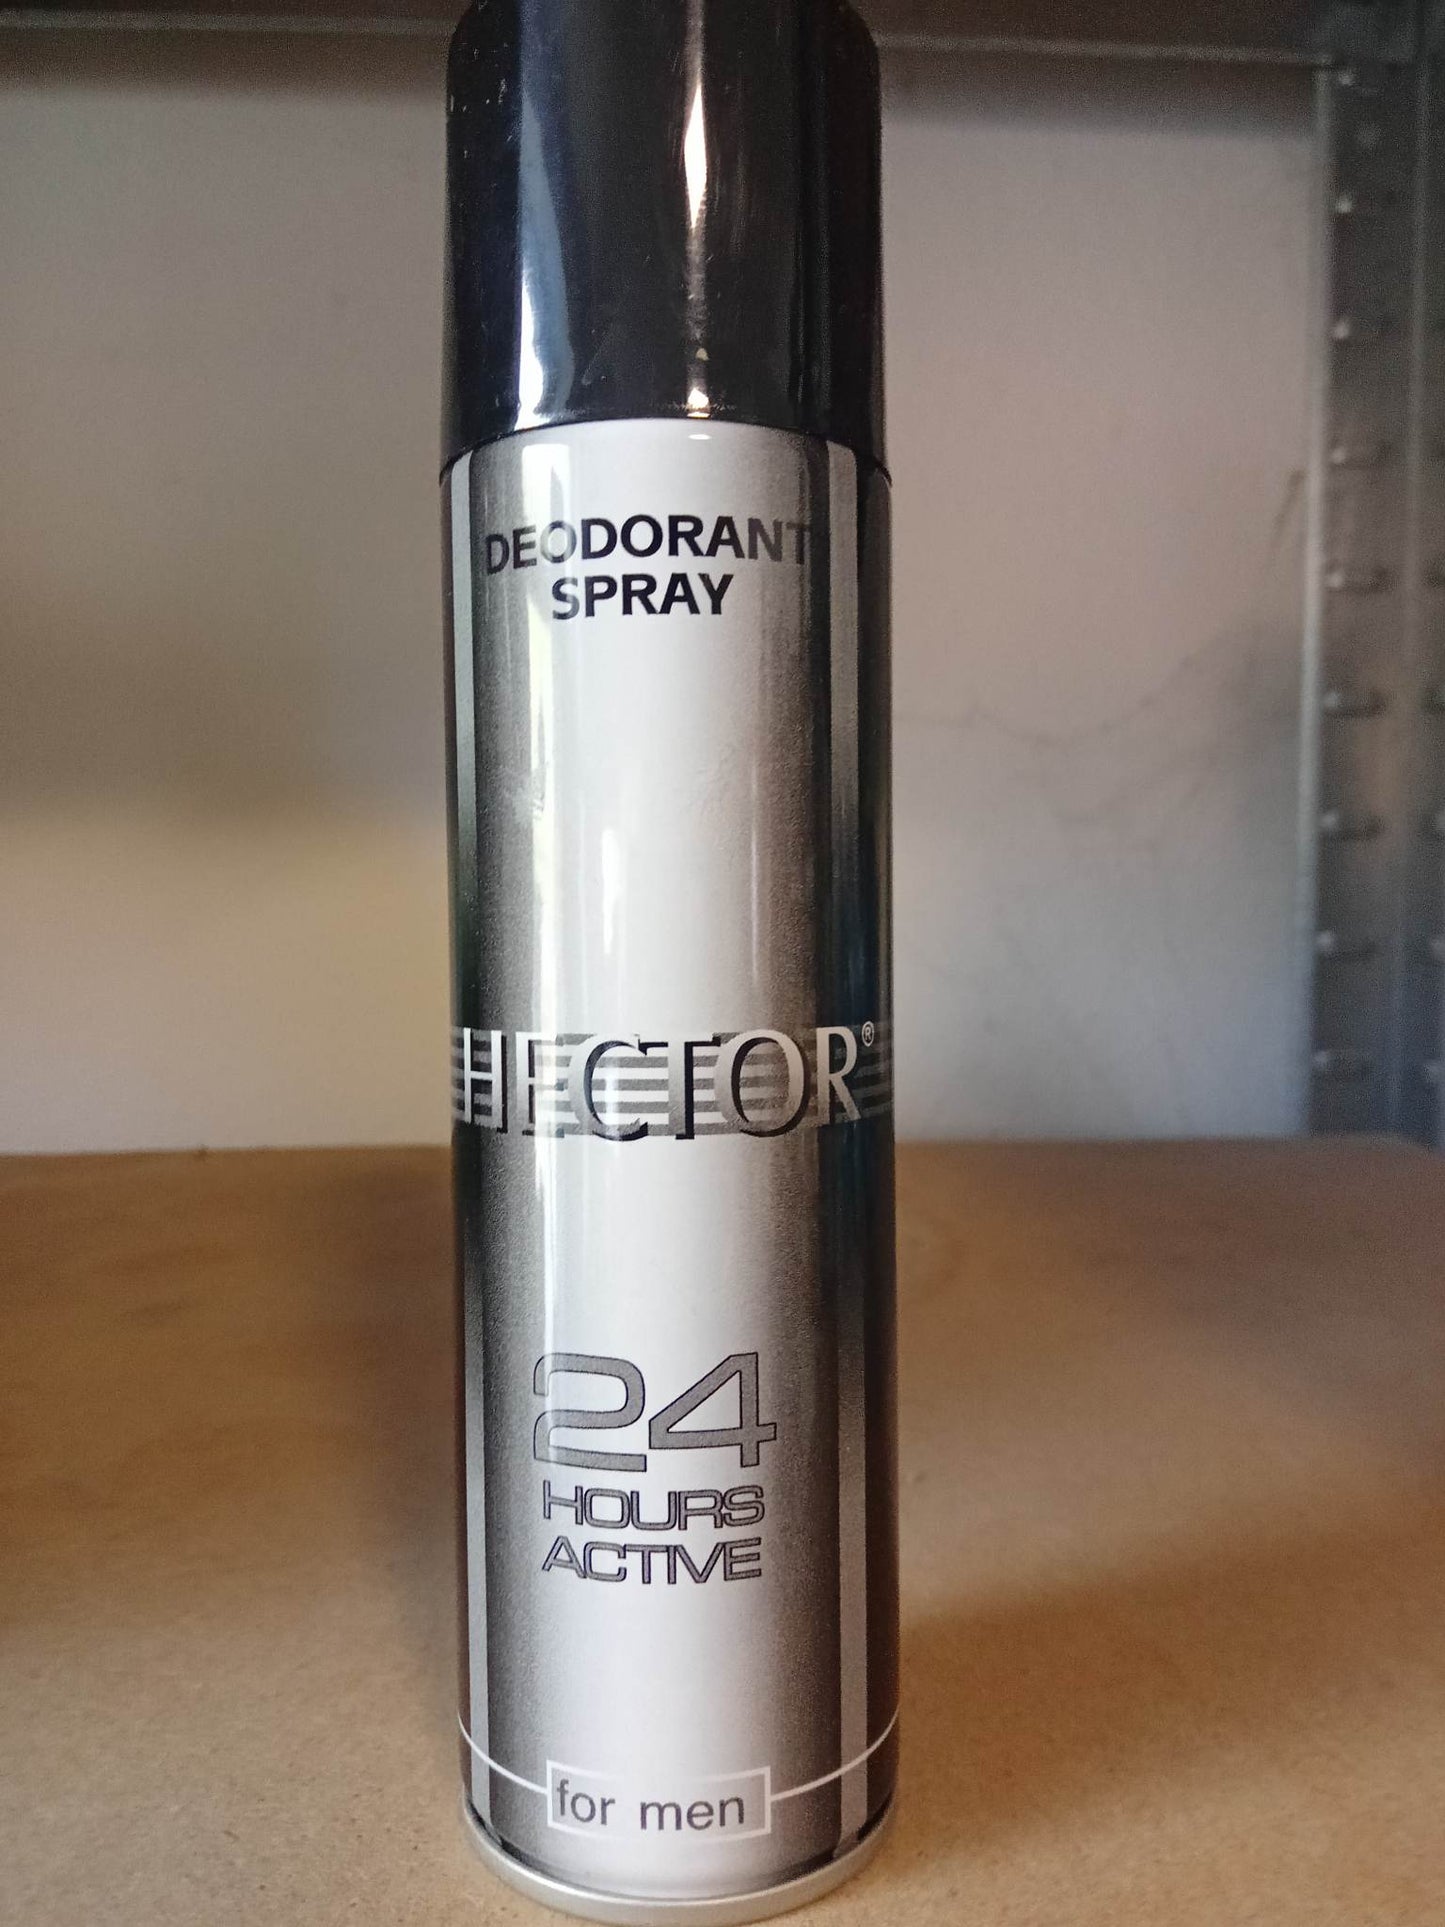 DEODORANT
SPRAY
HECTOR®
24
HOURS
ACTIVE
for men